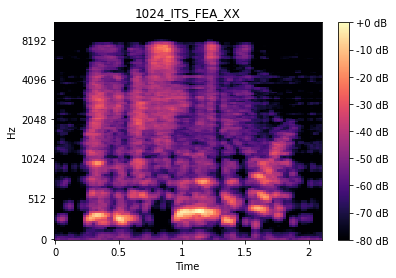 1024_ITS_FEA_XX
8192
4096
2048
1024
512
0
Hz
0
0.5
1
1.5
2
Time
+0 dB
-10 dB
-20 dB
-30 dB
-40 dB
-50 dB
-60 dB
-70 dB
-80 dB